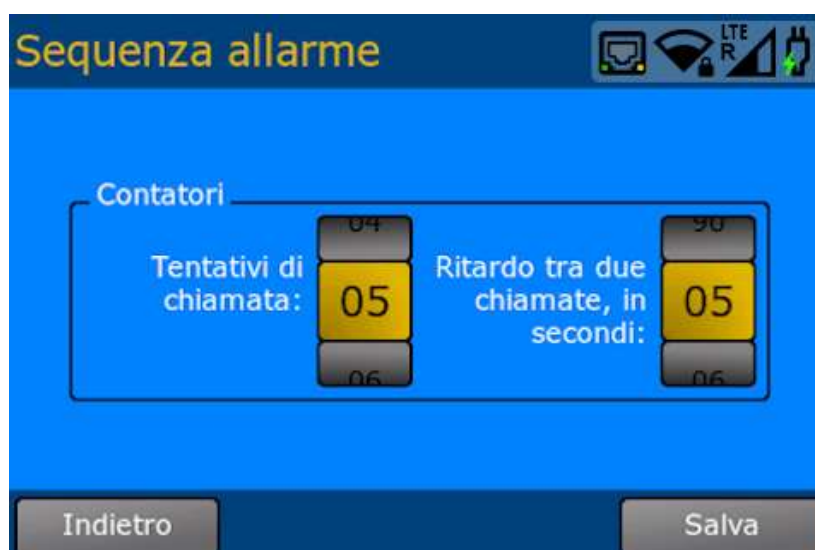 Sequenza allarme
LTE
R
Contatori
04
90
Tentativi di
chiamata:
05
Ritardo tra due
chiamate, in
secondi:
05
06
06
Indietro
Salva